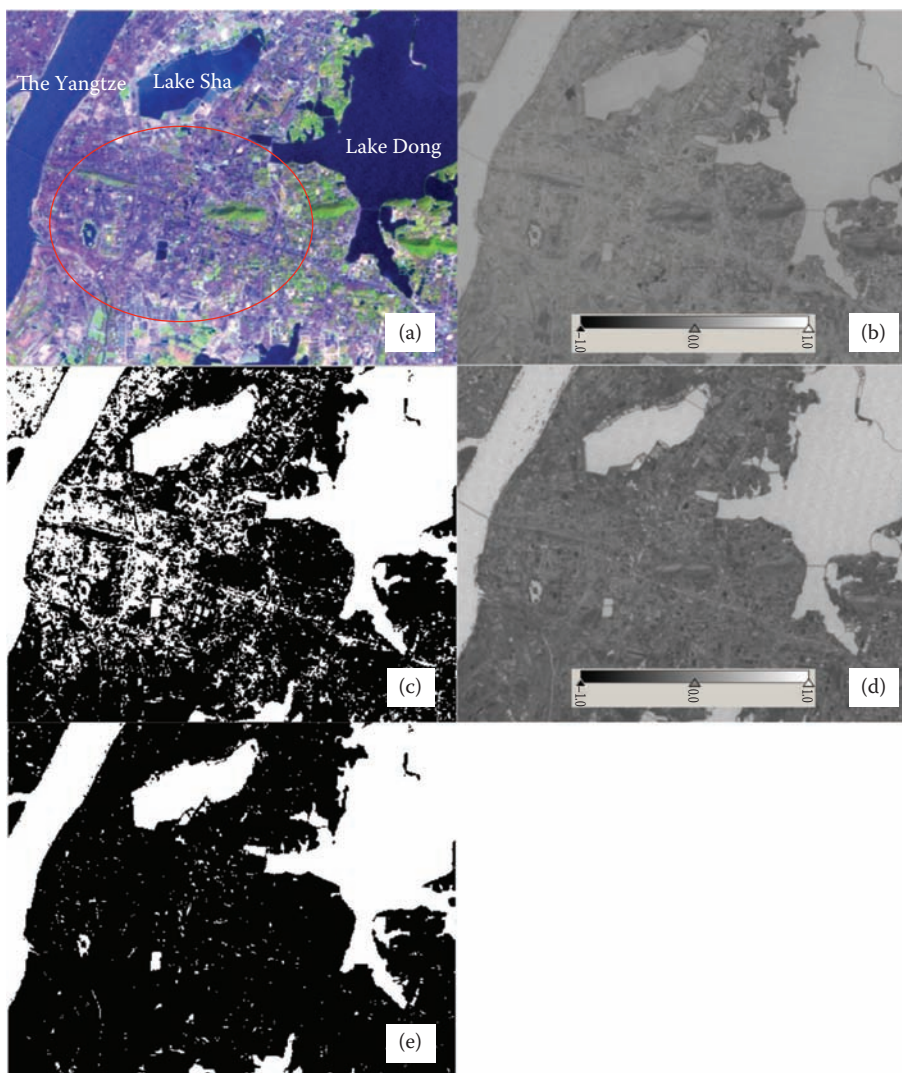 The Yangtze
Lake Sha
Lake Dong
(a)
−1.0
0.0
1.0
(b)
(c)
−1.0
0.0
1.0
(d)
(e)